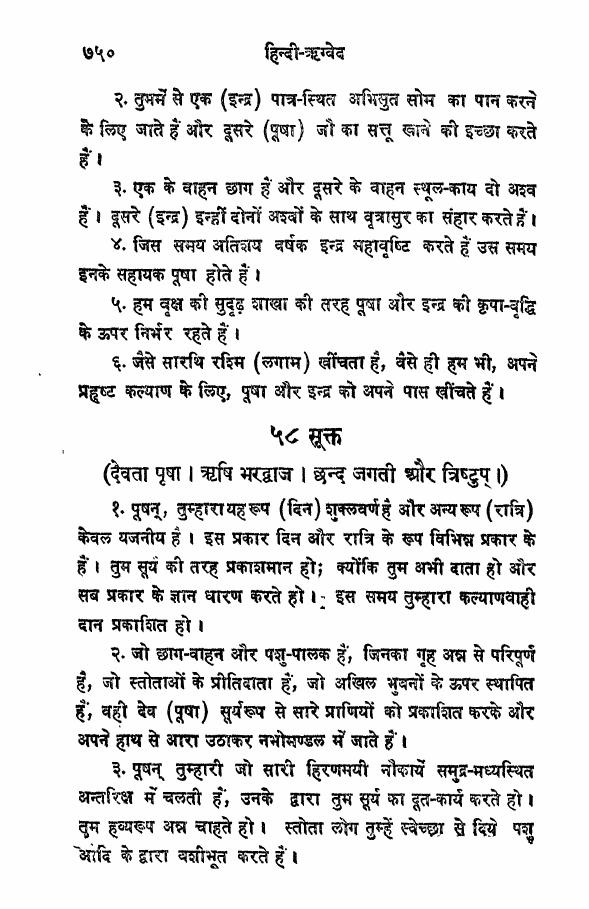 ७५० हिन्दी-ऋग्वेद
२. तुममें से एक (इन्द्र) पात्र-स्थित अभिषुत सोम का पान करने
के लिए जाते हैं और दूसरे (पूषा) जौ का सत्तू खाने की इच्छा करते
हैं।
३. एक के वाहन छाग हैं और दूसरे के वाहन स्थूल-काय दो अश्व
हैं। दूसरे (इन्द्र) इन्हीं दोनों अश्वों के साथ वृत्रासुर का संहार करते हैं।
४. जिस समय अतिशय वर्षक इन्द्र महावृष्टि करते हैं उस समय
इनके सहायक पूषा होते हैं।
५. हम वृक्ष की सुदृढ़ शाखा की तरह पूषा और इन्द्र की कृपा-बुद्धि
के ऊपर निर्भर रहते हैं।
६. जैसे सारथि रश्मि (लगाम) खींचता है, वैसे ही हम भी, अपने
प्रहृष्ट कल्याण के लिए, पूषा और इन्द्र को अपने पास खींचते हैं।
५८ सूक्त
(देवता पूषा। ऋषि भरद्वाज। छन्द जगती और त्रिष्टुप्।)
१. पूषन्, तुम्हारा यह रूप (दिन) शुक्लवर्ण है और अन्य रूप (रात्रि)
केवल यजनीय है। इस प्रकार दिन और रात्रि के रूप विभिन्न प्रकार के
हैं। तुम सूर्य की तरह प्रकाशमान हो; क्योंकि तुम अभी दाता हो और
सब प्रकार के ज्ञान धारण करते हो। इस समय तुम्हारा कल्याणवाही
दान प्रकाशित हो।
२. जो छाग-वाहन और पशु-पालक हैं, जिनका गृह अन्न से परिपूर्ण
है, जो स्तोताओं के प्रीतिदाता हैं, जो अखिल भुवनों के ऊपर स्थापित
हैं, वही देव (पूषा) सूर्यरूप से सारे प्राणियों को प्रकाशित करके और
अपने हाथ से आरा उठाकर नभोमण्डल में जाते हैं।
३. पूषन् तुम्हारी जो सारी हिरणमयी नौकायें समुद्र-मध्यस्थित
अन्तरिक्ष में चलती हैं, उनके द्वारा तुम सूर्य का दूत-कार्य करते हो।
तुम हव्यरूप अन्न चाहते हो। स्तोता लोग तुम्हें स्वेच्छा से दिये पशु
आदि के द्वारा वशीभूत करते हैं।